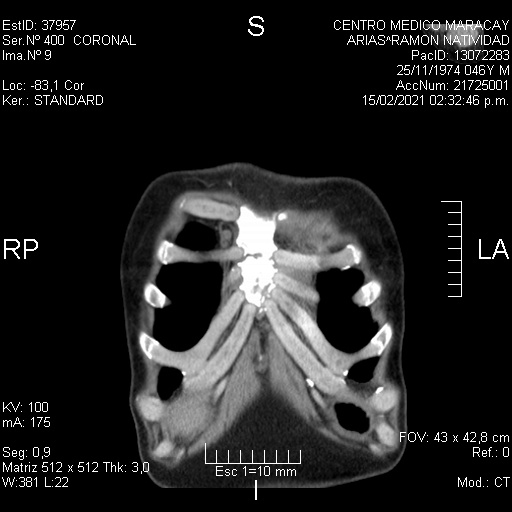 EstID: 37957
Ser.Nº 400 CORONAL
Ima.Nº 9
Loc: -83,1 Cor
Ker.: STANDARD
S
CENTRO MEDICO MARACAY
ARIAS^RAMON NATIVIDAD
PacID: 13072283
25/11/1974 046Y M
AccNum: 21725001
15/02/2021 02:32:46 p.m.
RP
LA
KV: 100
mA: 175
Seg: 0,9
Matriz 512 x 512 Thk: 3,0
W:381 L:22
Esc 1=10 mm
I
FOV: 43 x 42,8 cm
Ref.: 0
Mod.: CT